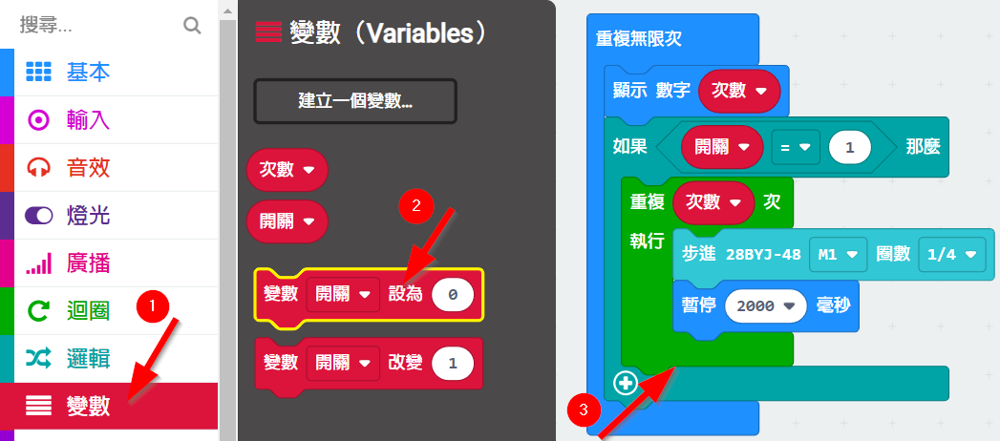 搜尋...
基本
輸入
音效
燈光
廣播
迴圈
邏輯
變數
1
變數（Variables）
建立一個變數...
次數
開關
2
變數 開關 設為 0
變數 開關 改變 1
重複無限次
顯示 數字 次數
如果 開關 = 1 那麼
重複 次數 次
執行
步進 28BYJ-48 M1 圈數 1/4
暫停 2000 毫秒
3